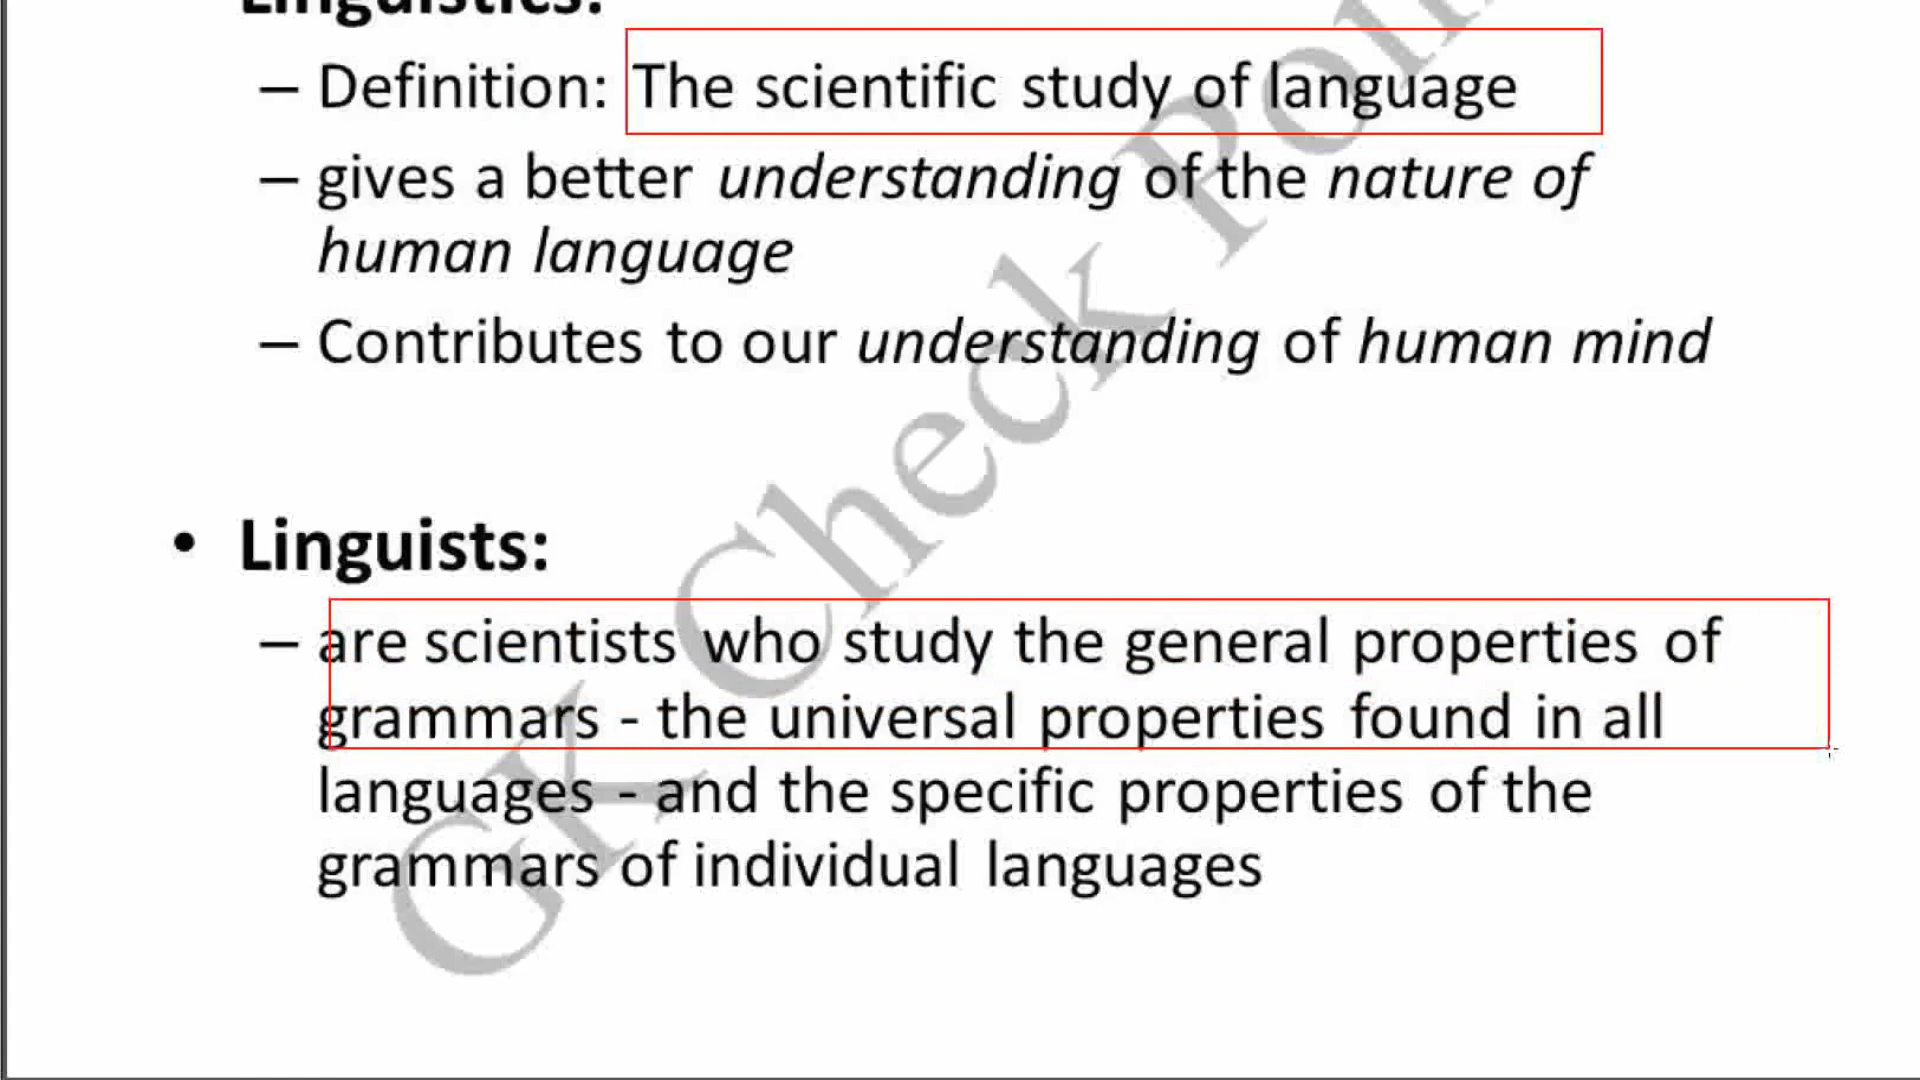 Linguistics:
– Definition: The scientific study of language
– gives a better understanding of the nature of
human language
– Contributes to our understanding of human mind
• Linguists:
– are scientists who study the general properties of
grammars - the universal properties found in all
languages - and the specific properties of the
grammars of individual languages
GK Check Point